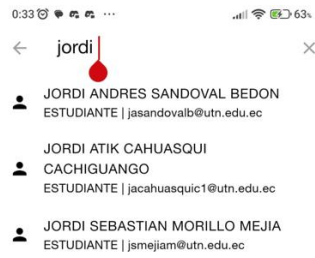 0:33 ... 63%
jordi
JORDI ANDRES SANDOVAL BEDON
ESTUDIANTE | jasandovalb@utn.edu.ec
JORDI ATIK CAHUASQUI
CACHIGUANGO
ESTUDIANTE | jacahuasquic1@utn.edu.ec
JORDI SEBASTIAN MORILLO MEJIA
ESTUDIANTE | jsmejiam@utn.edu.ec